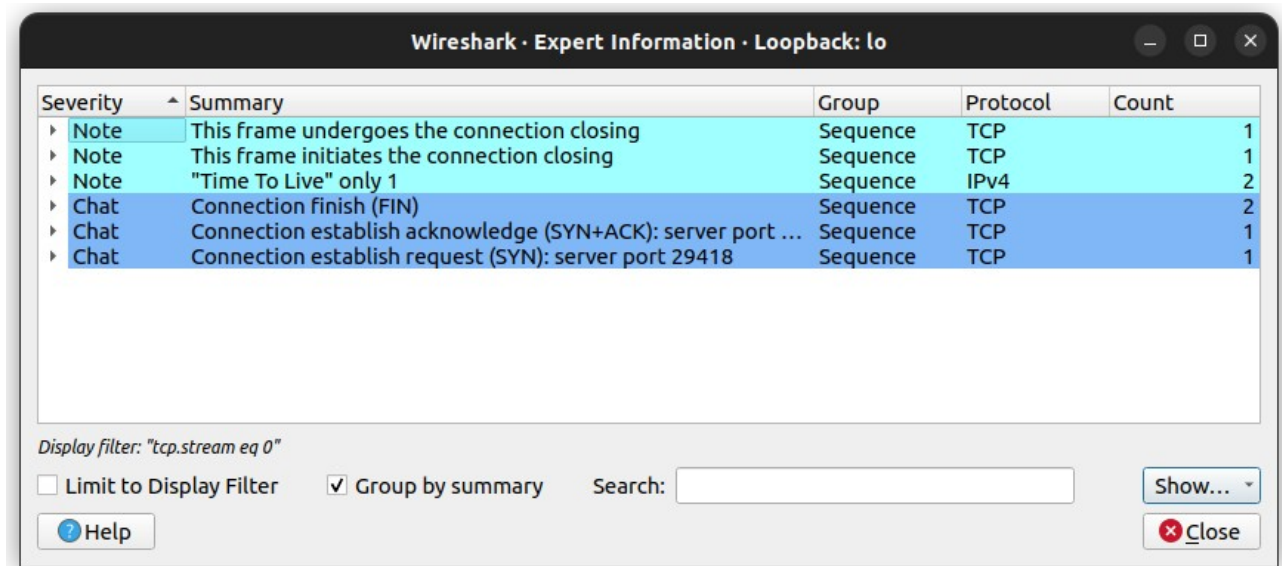 Wireshark · Expert Information · Loopback: lo
Severity Summary Group Protocol Count
Note This frame undergoes the connection closing Sequence TCP 1
Note This frame initiates the connection closing Sequence TCP 1
Note "Time To Live" only 1 Sequence IPv4 2
Chat Connection finish (FIN) Sequence TCP 2
Chat Connection establish acknowledge (SYN+ACK): server port ... Sequence TCP 1
Chat Connection establish request (SYN): server port 29418 Sequence TCP 1
Display filter: "tcp.stream eq 0"
Limit to Display Filter Group by summary Search: Show...
Help Close